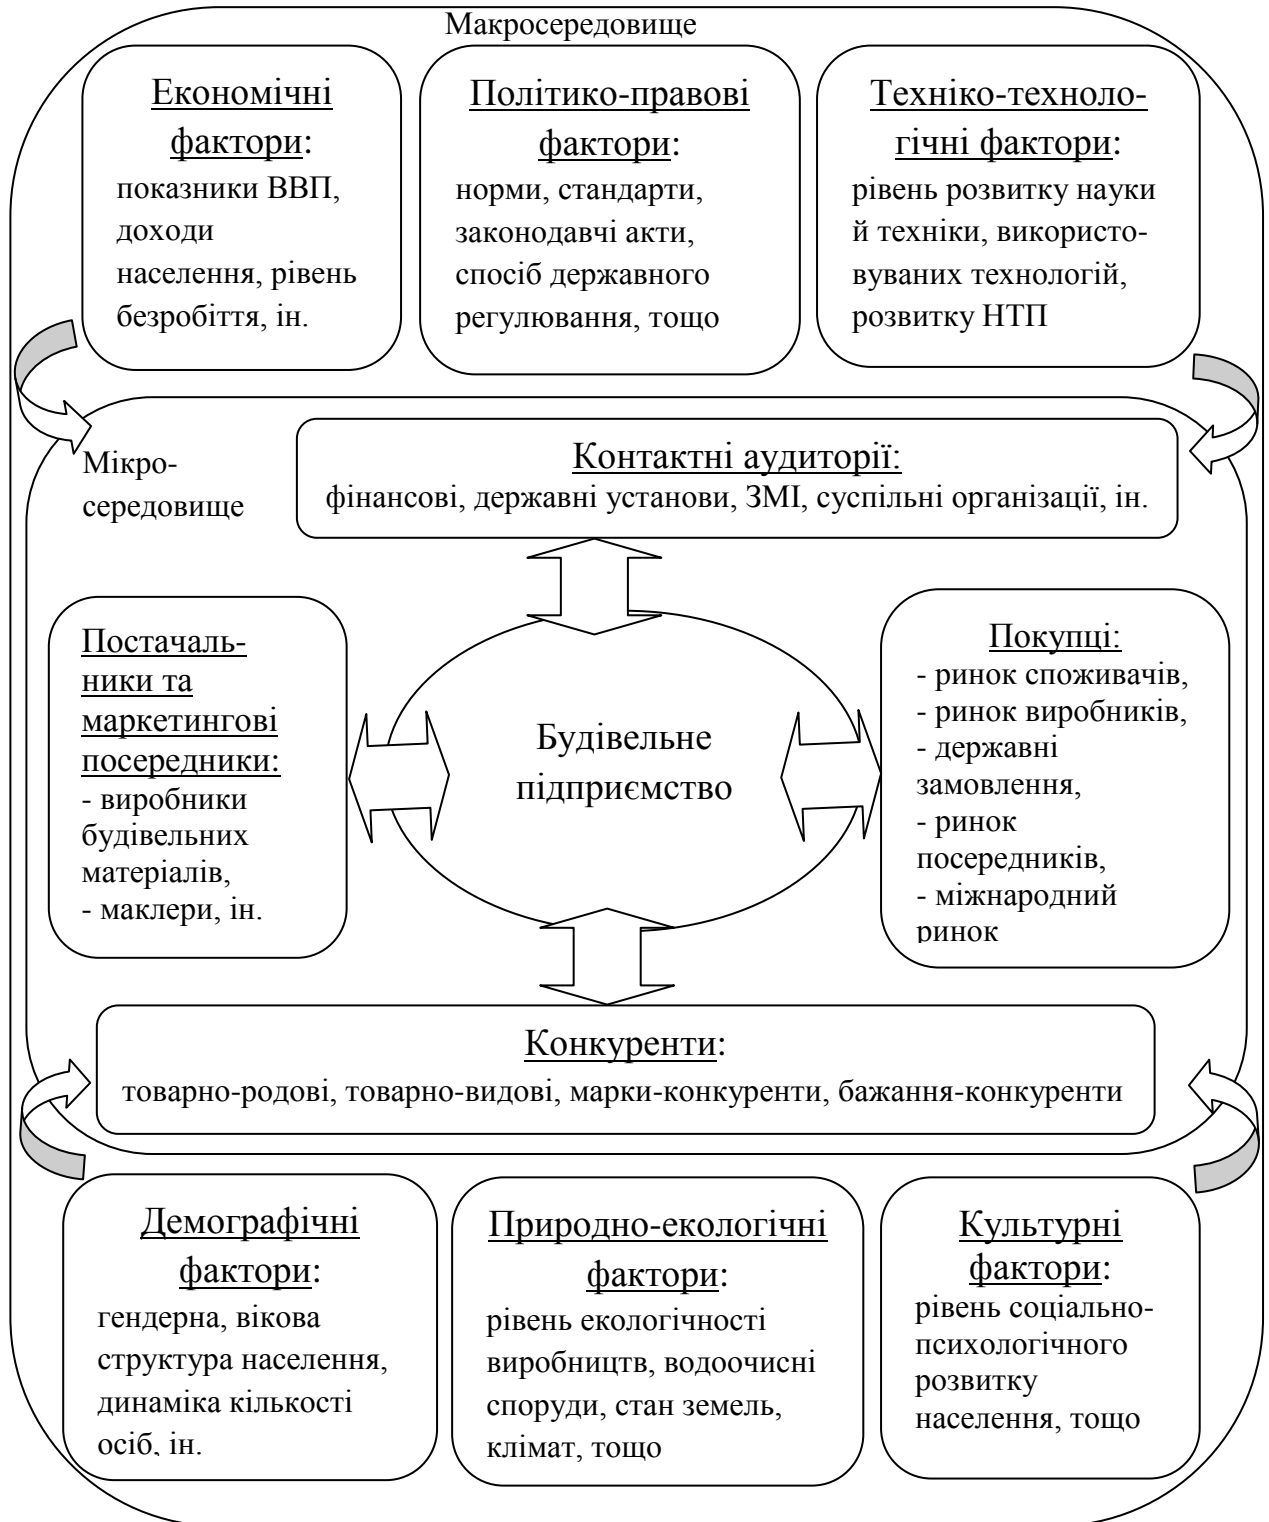 Макросередовище
Економічні
фактори:
показники ВВП,
доходи
населення, рівень
безробіття, ін.
Політико-правові
фактори:
норми, стандарти,
законодавчі акти,
спосіб державного
регулювання, тощо
Техніко-техноло-
гічні фактори:
рівень розвитку науки
й техніки, використо-
вуваних технологій,
розвитку НТП
Мікро-
середовище
Контактні аудиторії:
фінансові, державні установи, ЗМІ, суспільні організації, ін.
Постачаль-
ники та
маркетингові
посередники:
- виробники
будівельних
матеріалів,
- маклери, ін.
Будівельне
підприємство
Покупці:
- ринок споживачів,
- ринок виробників,
- державні
замовлення,
- ринок
посередників,
- міжнародний
ринок
Конкуренти:
товарно-родові, товарно-видові, марки-конкуренти, бажання-конкуренти
Демографічні
фактори:
гендерна, вікова
структура населення,
динаміка кількості
осіб, ін.
Природно-екологічні
фактори:
рівень екологічності
виробництв, водоочисні
споруди, стан земель,
клімат, тощо
Культурні
фактори:
рівень соціально-
психологічного
розвитку
населення, тощо